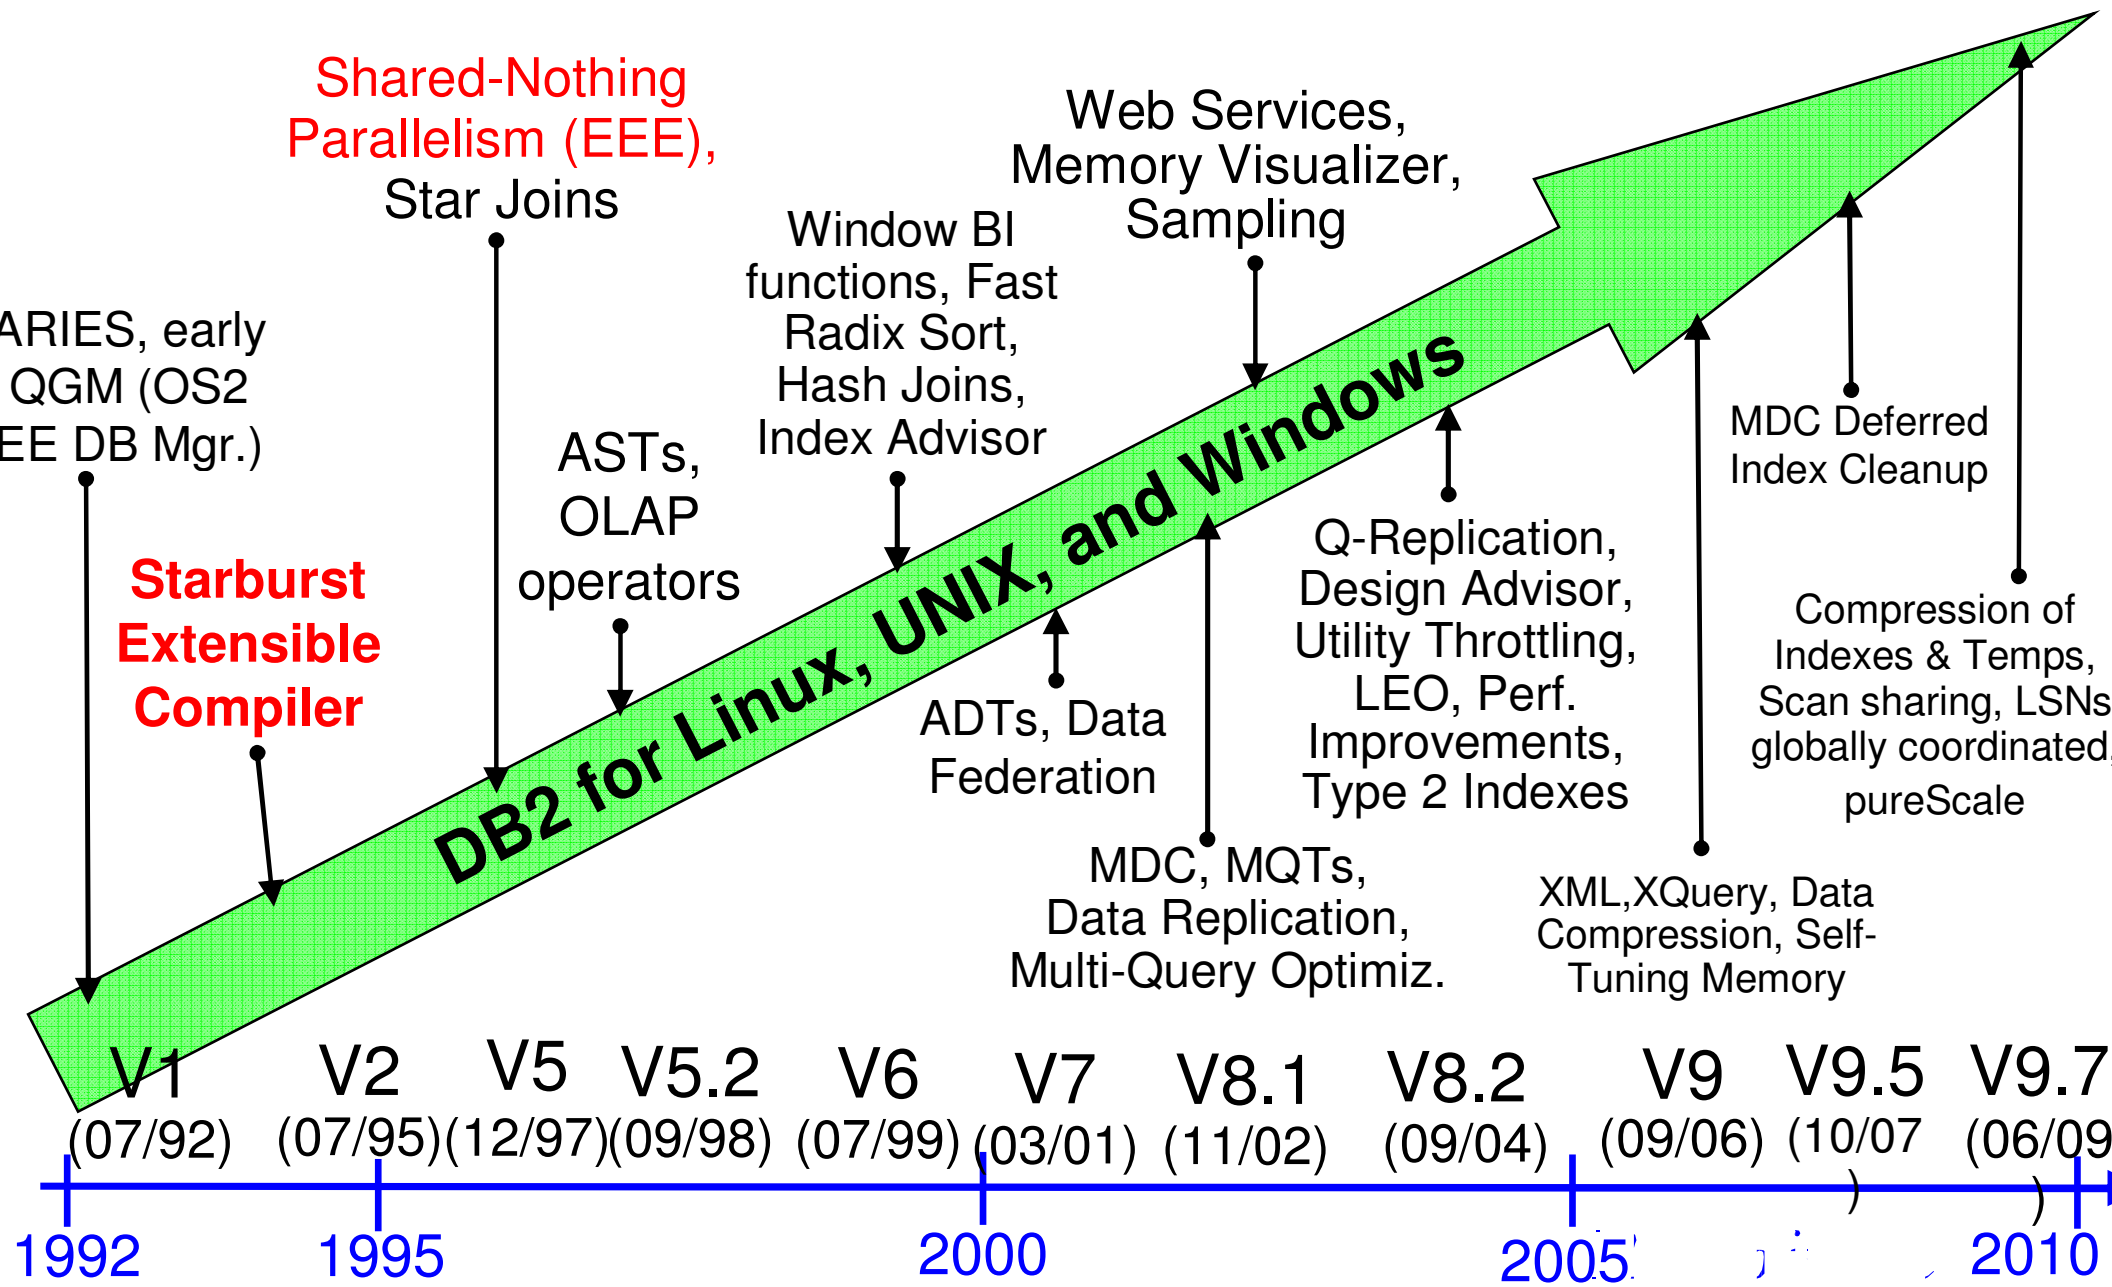 Shared-Nothing
Parallelism (EEE),
Star Joins
Web Services,
Memory Visualizer,
Sampling
Window BI
functions, Fast
Radix Sort,
Hash Joins,
Index Advisor
ARIES, early
QGM (OS2
EE DB Mgr.)
ASTs,
OLAP
operators
Starburst
Extensible
Compiler
DB2 for Linux, UNIX, and Windows
MDC Deferred
Index Cleanup
Q-Replication,
Design Advisor,
Utility Throttling,
LEO, Perf.
Improvements,
Type 2 Indexes
Compression of
Indexes & Temps,
Scan sharing, LSNs
globally coordinated,
pureScale
ADTs, Data
Federation
MDC, MQTs,
Data Replication,
Multi-Query Optimiz.
XML,XQuery, Data
Compression, Self-
Tuning Memory
V1 V2 V5 V5.2 V6 V7 V8.1 V8.2 V9 V9.5 V9.7
(07/92) (07/95) (12/97) (09/98) (07/99) (03/01) (11/02) (09/04) (09/06) (10/07 (06/09
) )
1992 1995 2000 2005 2010